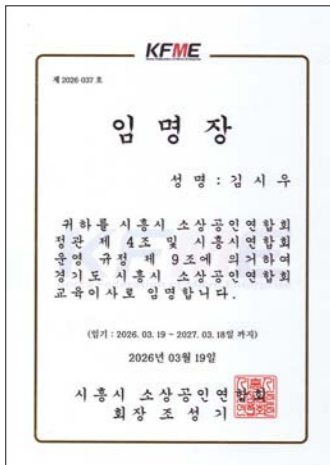 KFME
제 2026-037 호
임 명 장
성 명 : 김 시 우
귀하를 시흥시 소상공인연합회
정관 제 4조 및 시흥시연합회
운영 규정 제 9조에 의거하여
경기도 시흥시 소상공인연합회
교육이사로 임명합니다.
(임기 : 2026. 03. 19 ~ 2027. 03. 18일 까지)
2026년 03월 19일
시흥시 소상공인연합회
회장 조성기